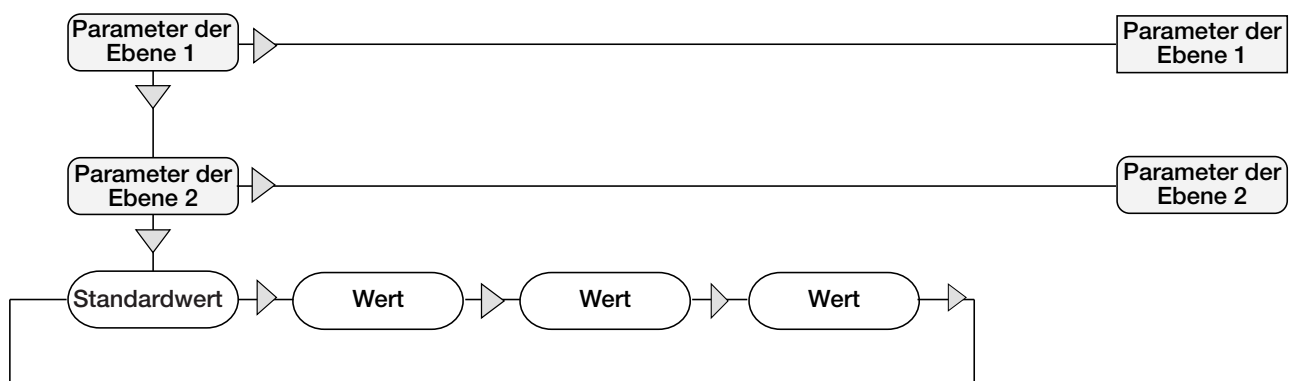 Parameter der
Ebene 1
Parameter der
Ebene 1
Parameter der
Ebene 2
Parameter der
Ebene 2
Standardwert
Wert
Wert
Wert